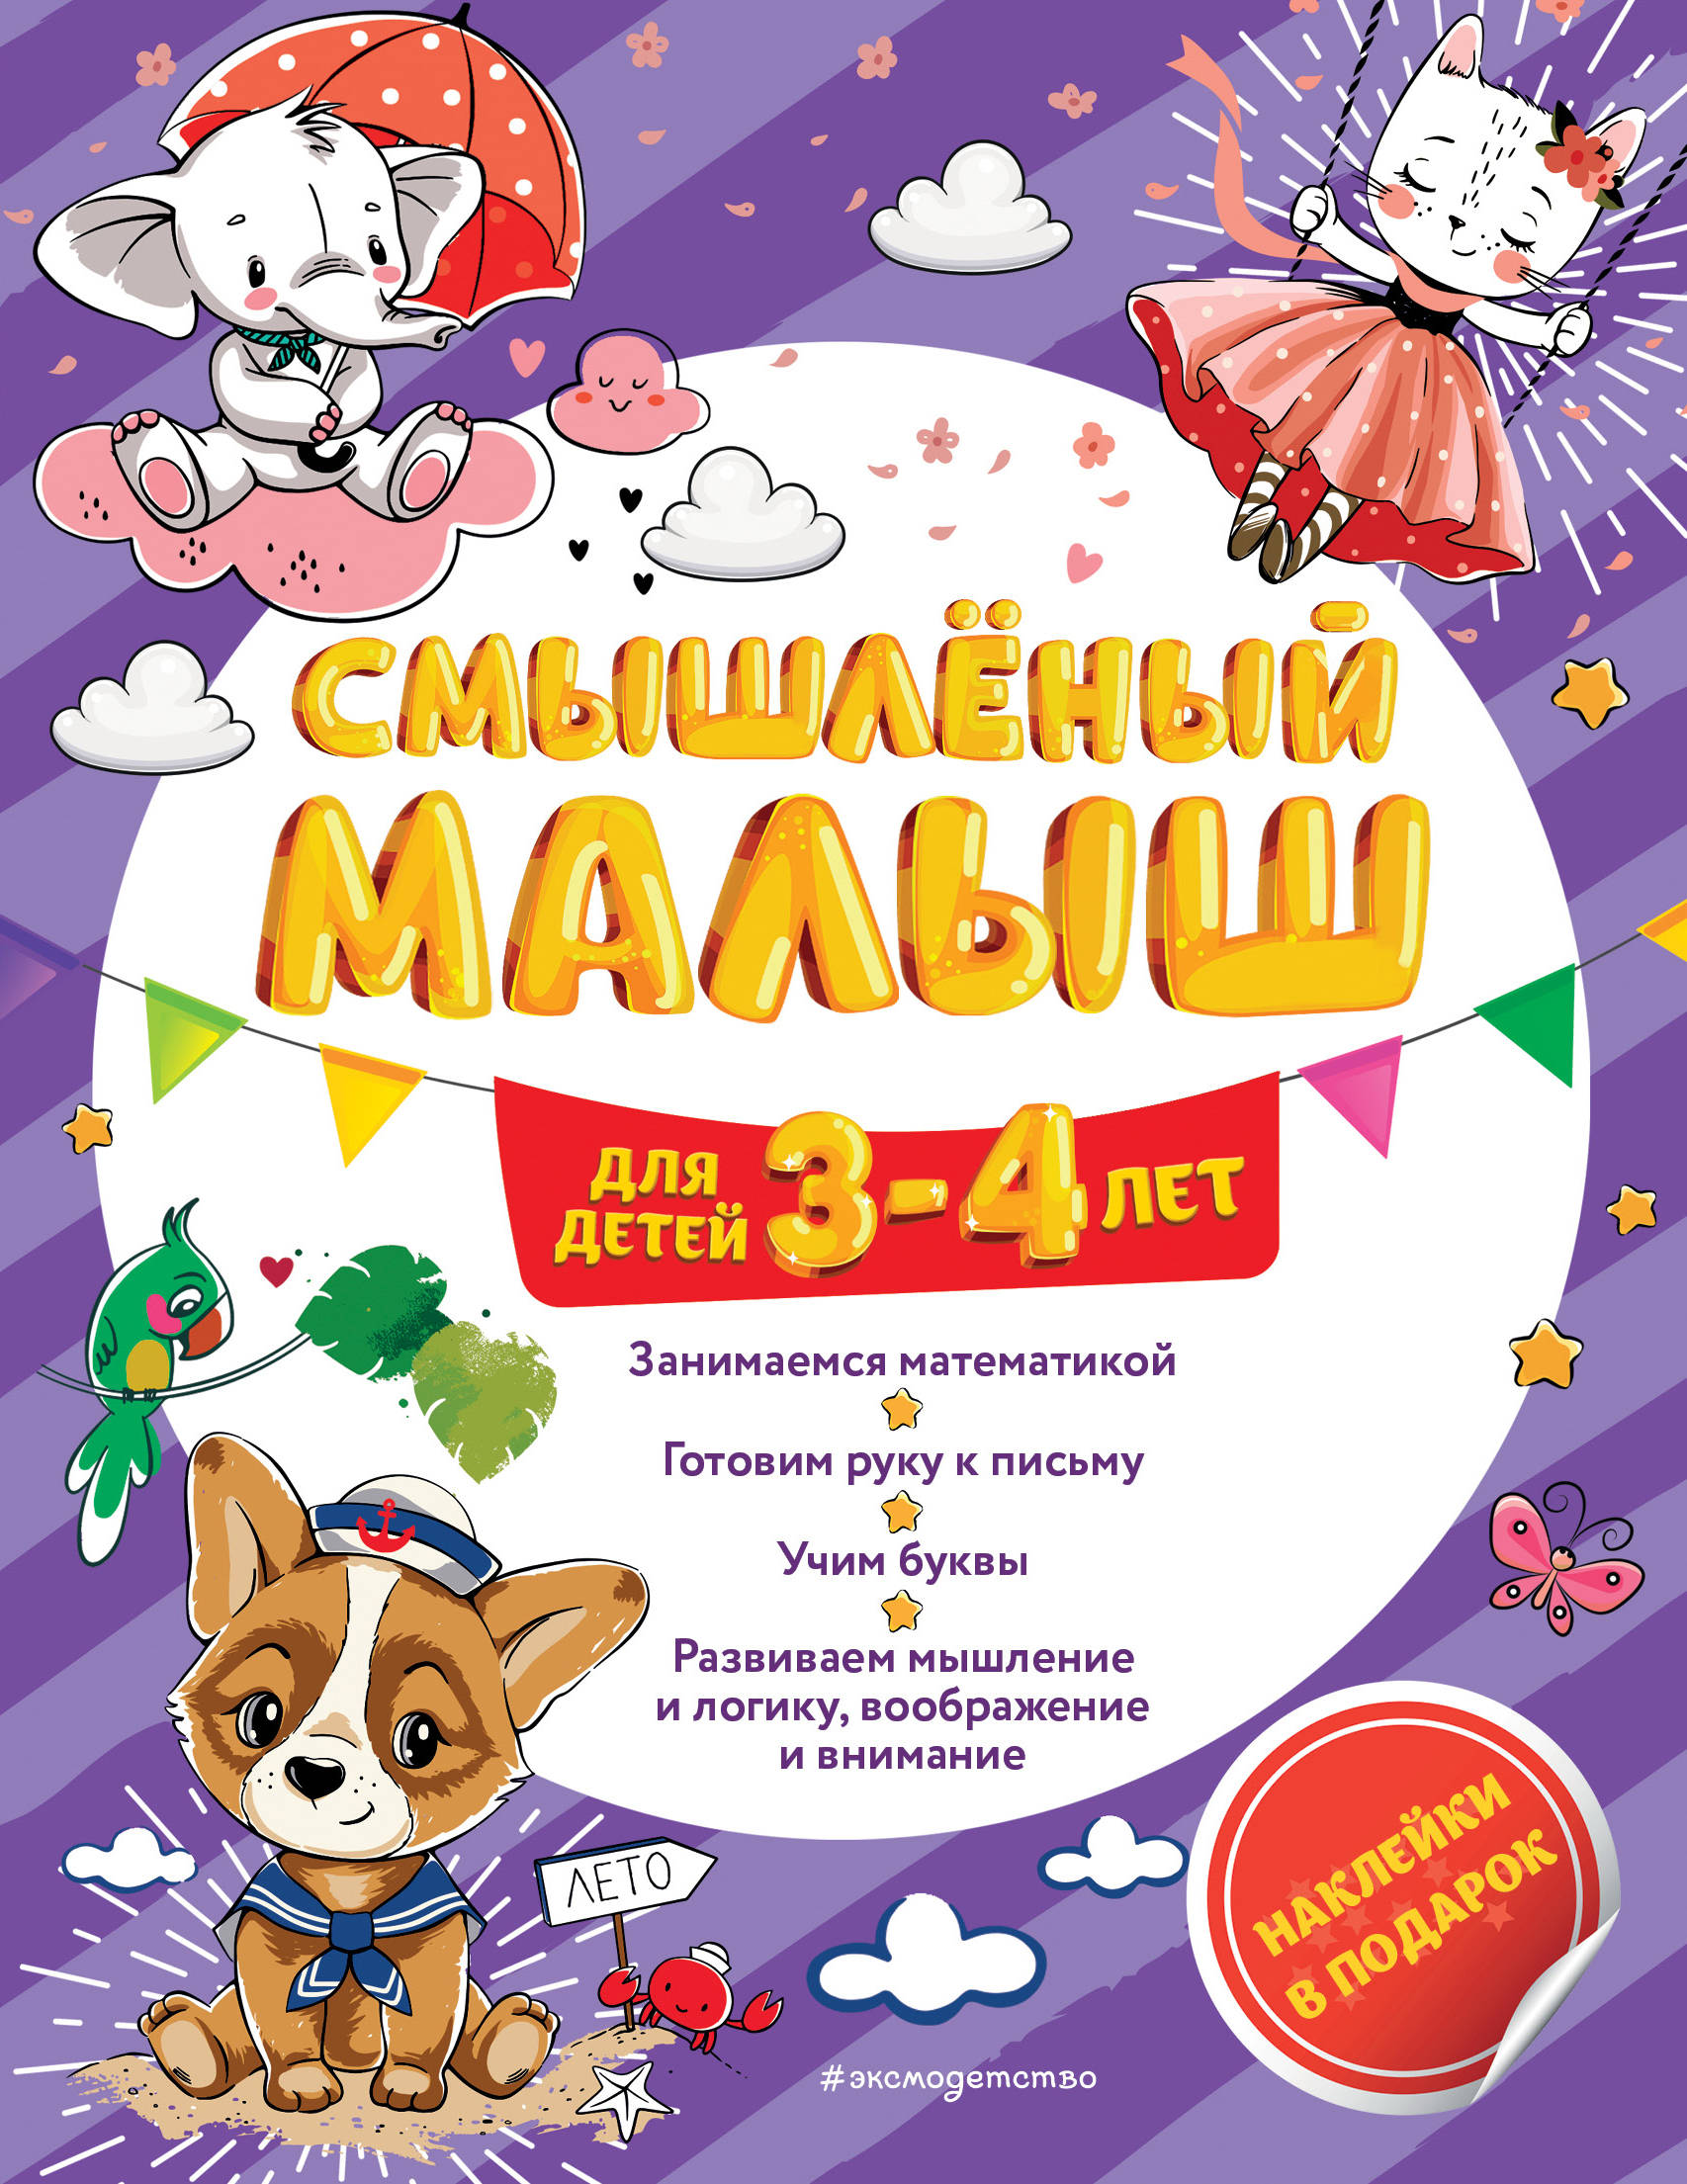 СМЫШЛЁНЫЙ
МАЛЫШ
ДЛЯ
ДЕТЕЙ 3-4 ЛЕТ
Занимаемся математикой
Готовим руку к письму
Учим буквы
Развиваем мышление
и логику, воображение
и внимание
ЛЕТО
НАКЛЕЙКИ
В ПОДАРОК
#эксмодетство